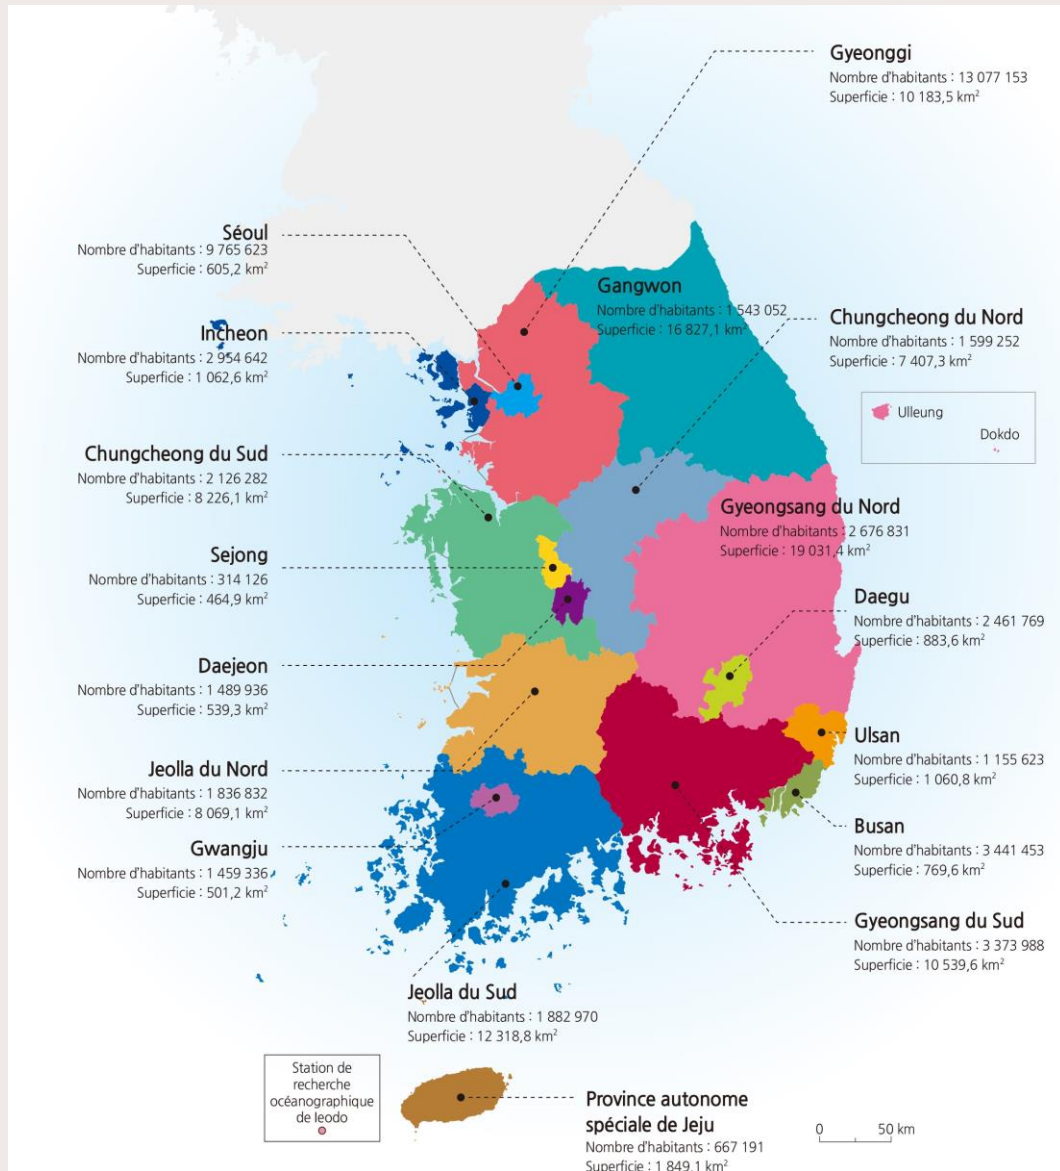 Gyeonggi
Nombre d'habitants : 13 077 153
Superficie : 10 183,5 km²
Séoul
Nombre d'habitants : 9 765 623
Superficie : 605,2 km²
Gangwon
Nombre d'habitants : 1 543 052
Superficie : 16 827,1 km²
Incheon
Nombre d'habitants : 2 954 642
Superficie : 1 062,6 km²
Chungcheong du Nord
Nombre d'habitants : 1 599 252
Superficie : 7 407,3 km²
Ulleung
Dokdo
Chungcheong du Sud
Nombre d'habitants : 2 126 282
Superficie : 8 226,1 km²
Gyeongsang du Nord
Nombre d'habitants : 2 676 831
Superficie : 19 031,4 km²
Sejong
Nombre d'habitants : 314 126
Superficie : 464,9 km²
Daegu
Nombre d'habitants : 2 461 769
Superficie : 883,6 km²
Daejeon
Nombre d'habitants : 1 489 936
Superficie : 539,3 km²
Ulsan
Nombre d'habitants : 1 155 623
Superficie : 1 060,8 km²
Jeolla du Nord
Nombre d'habitants : 1 836 832
Superficie : 8 069,1 km²
Busan
Nombre d'habitants : 3 441 453
Superficie : 769,6 km²
Gwangju
Nombre d'habitants : 1 459 336
Superficie : 501,2 km²
Gyeongsang du Sud
Nombre d'habitants : 3 373 988
Superficie : 10 539,6 km²
Jeolla du Sud
Nombre d'habitants : 1 882 970
Superficie : 12 318,8 km²
Station de
recherche
océanographique
de Ieodo
Province autonome
spéciale de Jeju
Nombre d'habitants : 667 191
Superficie : 1 849,1 km²
0 50 km